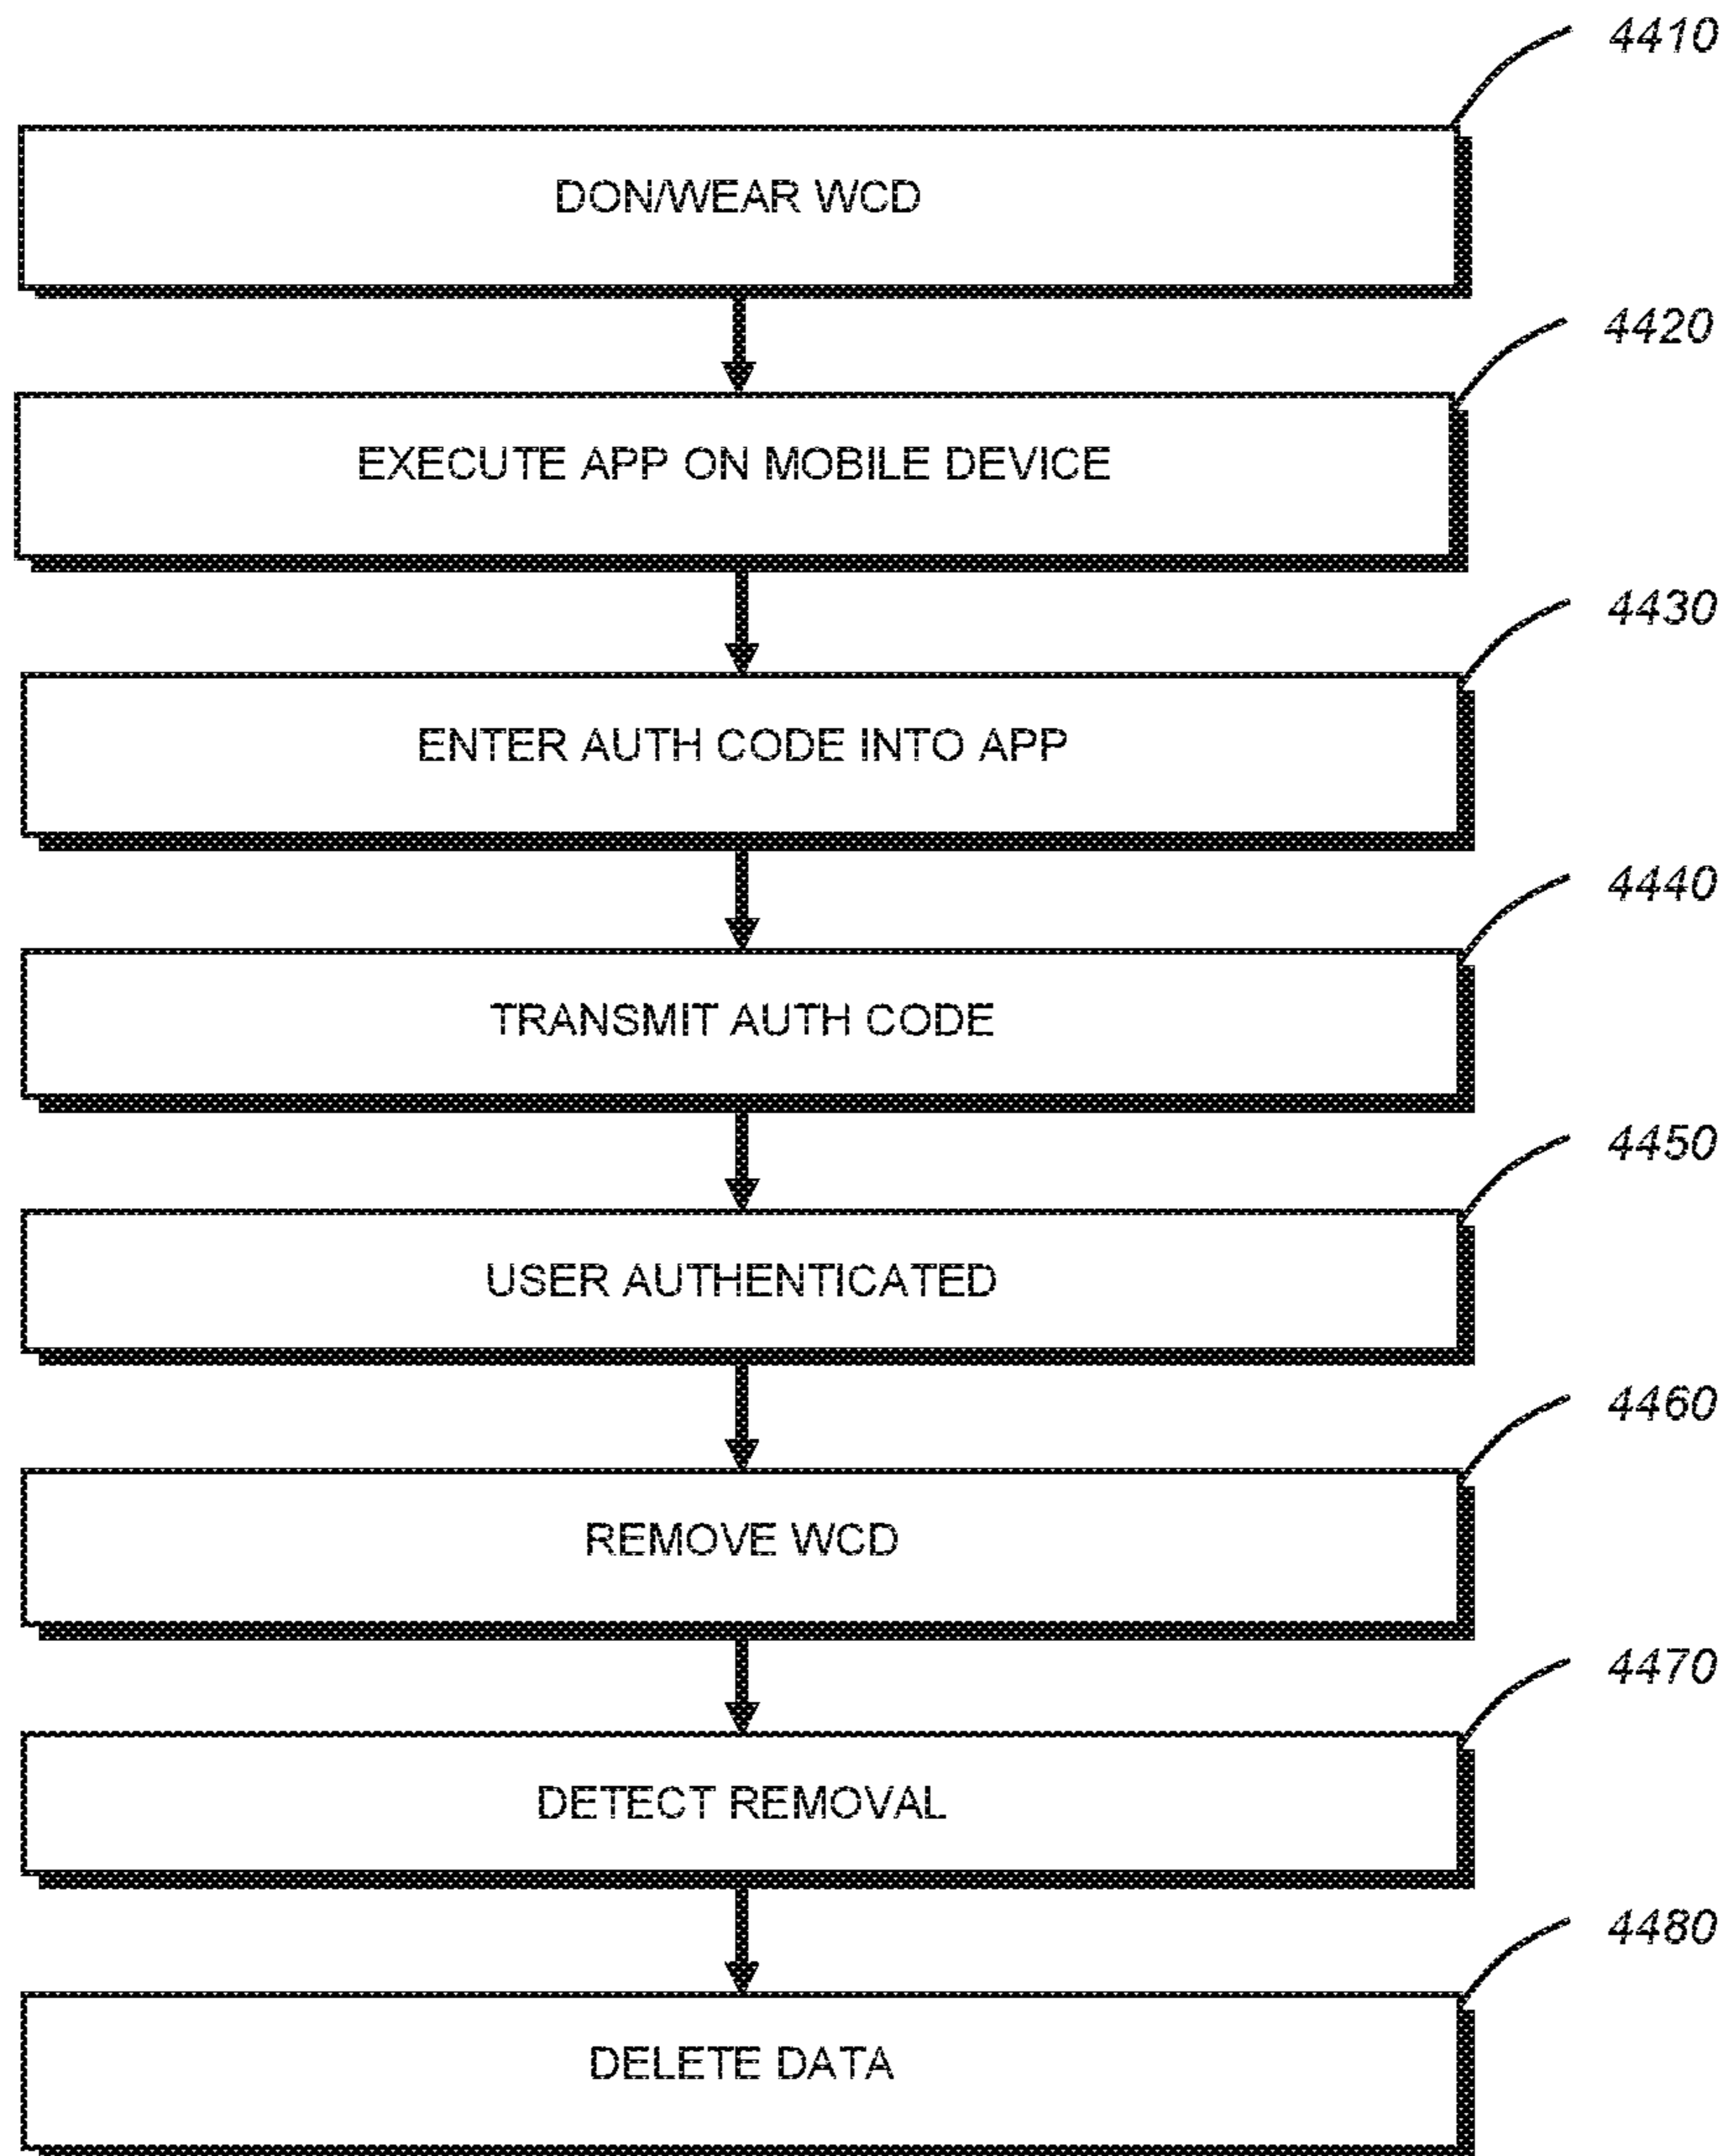 4410
DON/WEAR WCD
4420
EXECUTE APP ON MOBILE DEVICE
4430
ENTER AUTH CODE INTO APP
4440
TRANSMIT AUTH CODE
4450
USER AUTHENTICATED
4460
REMOVE WCD
4470
DETECT REMOVAL
4480
DELETE DATA